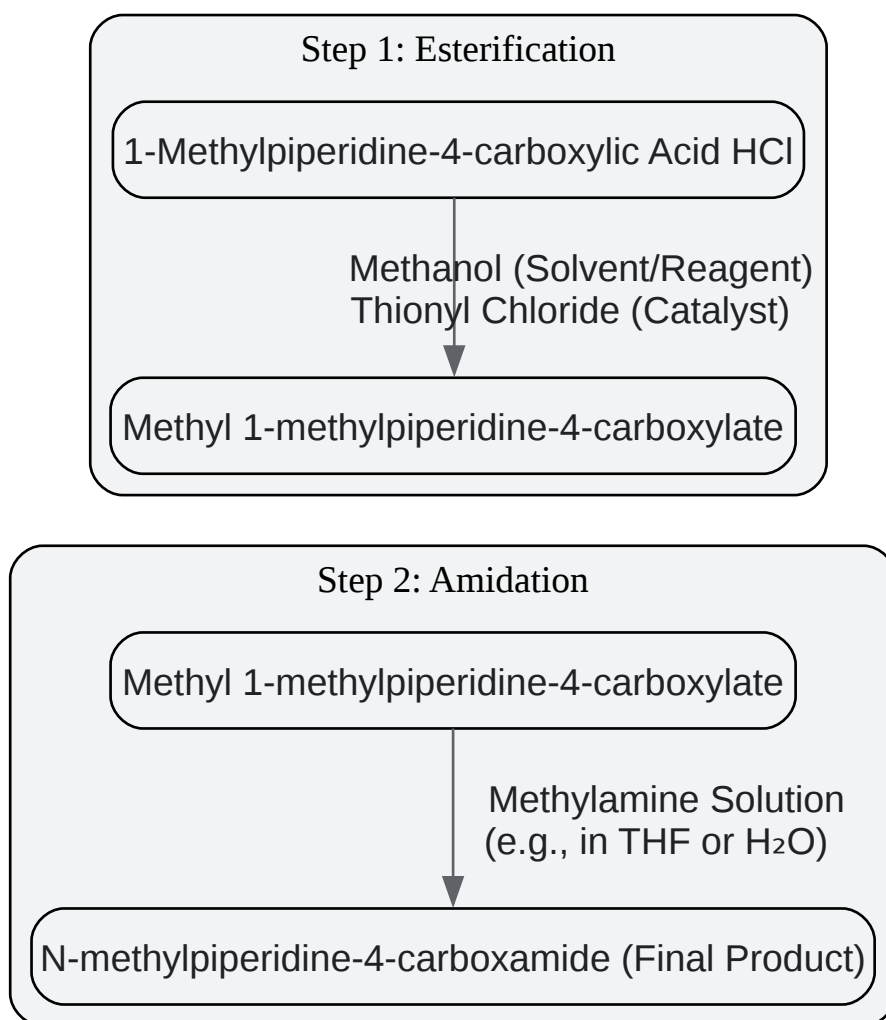 Step 1: Esterification
1-Methylpiperidine-4-carboxylic Acid HCl
Methanol (Solvent/Reagent)
Thionyl Chloride (Catalyst)
Methyl 1-methylpiperidine-4-carboxylate
Step 2: Amidation
Methyl 1-methylpiperidine-4-carboxylate
Methylamine Solution
(e.g., in THF or H₂O)
N-methylpiperidine-4-carboxamide (Final Product)